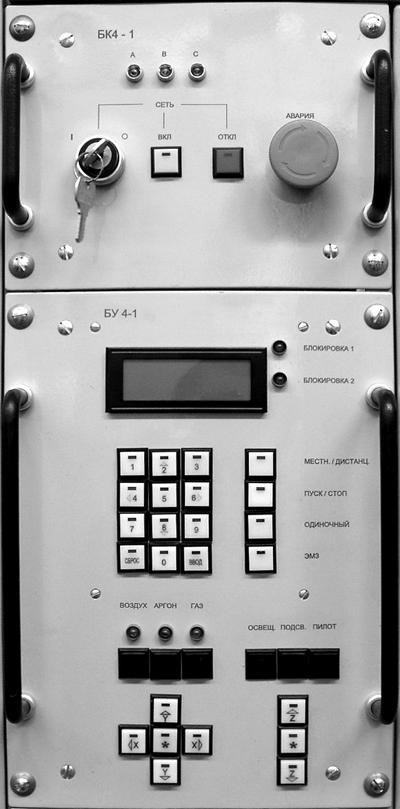 БК4 - 1
A B C
СЕТЬ
I O ВКЛ ОТКЛ АВАРИЯ
БУ 4-1
БЛОКИРОВКА 1
БЛОКИРОВКА 2
1 2 3 МЕСТН. / ДИСТАНЦ.
4 5 6 ПУСК / СТОП
7 8 9 ОДИНОЧНЫЙ
СБРОС 0 ВВОД ЭМЗ
ВОЗДУХ АРГОН ГАЗ
ОСВЕЩ. ПОДСВ. ПИЛОТ
Y Z
X * X *
Y Z